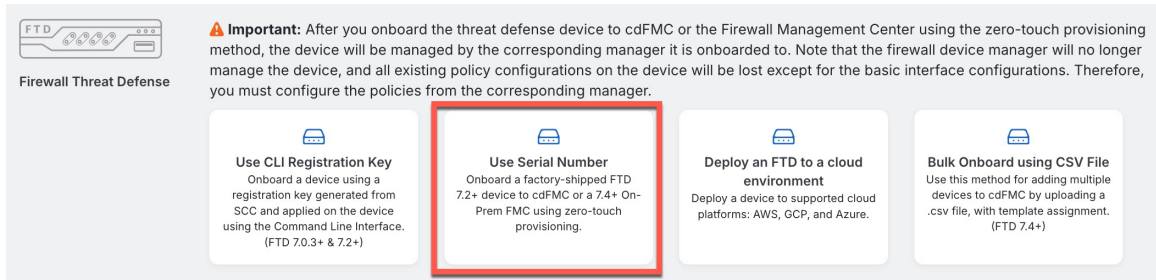 FTD
Firewall Threat Defense
Important: After you onboard the threat defense device to cdFMC or the Firewall Management Center using the zero-touch provisioning
method, the device will be managed by the corresponding manager it is onboarded to. Note that the firewall device manager will no longer
manage the device, and all existing policy configurations on the device will be lost except for the basic interface configurations. Therefore,
you must configure the policies from the corresponding manager.
Use CLI Registration Key
Onboard a device using a
registration key generated from
SCC and applied on the device
using the Command Line Interface.
(FTD 7.0.3+ & 7.2+)
Use Serial Number
Onboard a factory-shipped FTD
7.2+ device to cdFMC or a 7.4+ On-
Prem FMC using zero-touch
provisioning.
Deploy an FTD to a cloud
environment
Deploy a device to supported cloud
platforms: AWS, GCP, and Azure.
Bulk Onboard using CSV File
Use this method for adding multiple
devices to cdFMC by uploading a
.csv file, with template assignment.
(FTD 7.4+)